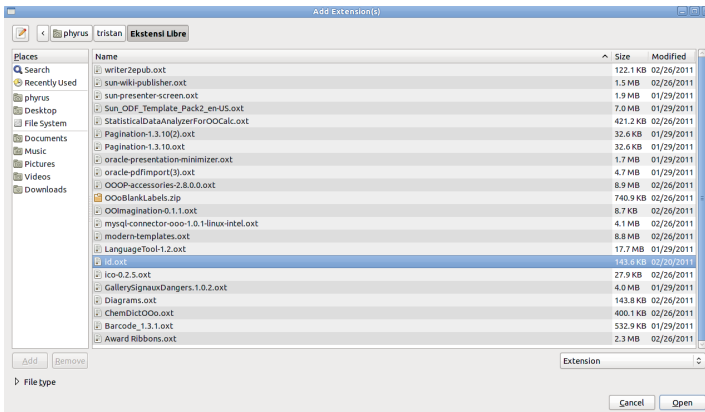 Add Extension(s)
phyrus tristan Ekstensi Libre
Places Name Size Modified
Search
Recently Used
phyrus
Desktop
File System
Documents
Music
Pictures
Videos
Downloads
writer2epub.oxt 122.1 KB 02/26/2011
sun-wiki-publisher.oxt 1.5 MB 02/26/2011
sun-presenter-screen.oxt 1.9 MB 01/29/2011
Sun_ODF_Template_Pack2_en-US.oxt 7.0 MB 01/29/2011
StatisticalDataAnalyzerForOOCalc.oxt 421.2 KB 02/26/2011
Pagination-1.3.10(2).oxt 32.6 KB 01/29/2011
Pagination-1.3.10.oxt 32.6 KB 01/29/2011
oracle-presentation-minimizer.oxt 1.7 MB 01/29/2011
oracle-pdfimport(3).oxt 4.7 MB 01/29/2011
OOOP-accessories-2.8.0.0.oxt 8.9 MB 02/26/2011
OOoBlankLabels.zip 740.9 KB 02/26/2011
OOImagination-0.1.1.oxt 8.7 KB 02/26/2011
mysql-connector-ooo-1.0.1-linux-intel.oxt 4.1 MB 02/26/2011
modern-templates.oxt 8.8 MB 02/26/2011
LanguageTool-1.2.oxt 17.7 MB 01/29/2011
id.oxt 143.6 KB 02/20/2011
ico-0.2.5.oxt 27.9 KB 02/26/2011
GallerySignauxDangers.1.0.2.oxt 4.0 MB 01/29/2011
Diagrams.oxt 143.8 KB 02/26/2011
ChemDictOOo.oxt 400.1 KB 02/26/2011
Barcode_1.3.1.oxt 532.9 KB 01/29/2011
Award Ribbons.oxt 2.3 MB 02/26/2011
Add Remove Extension
File type
Cancel Open